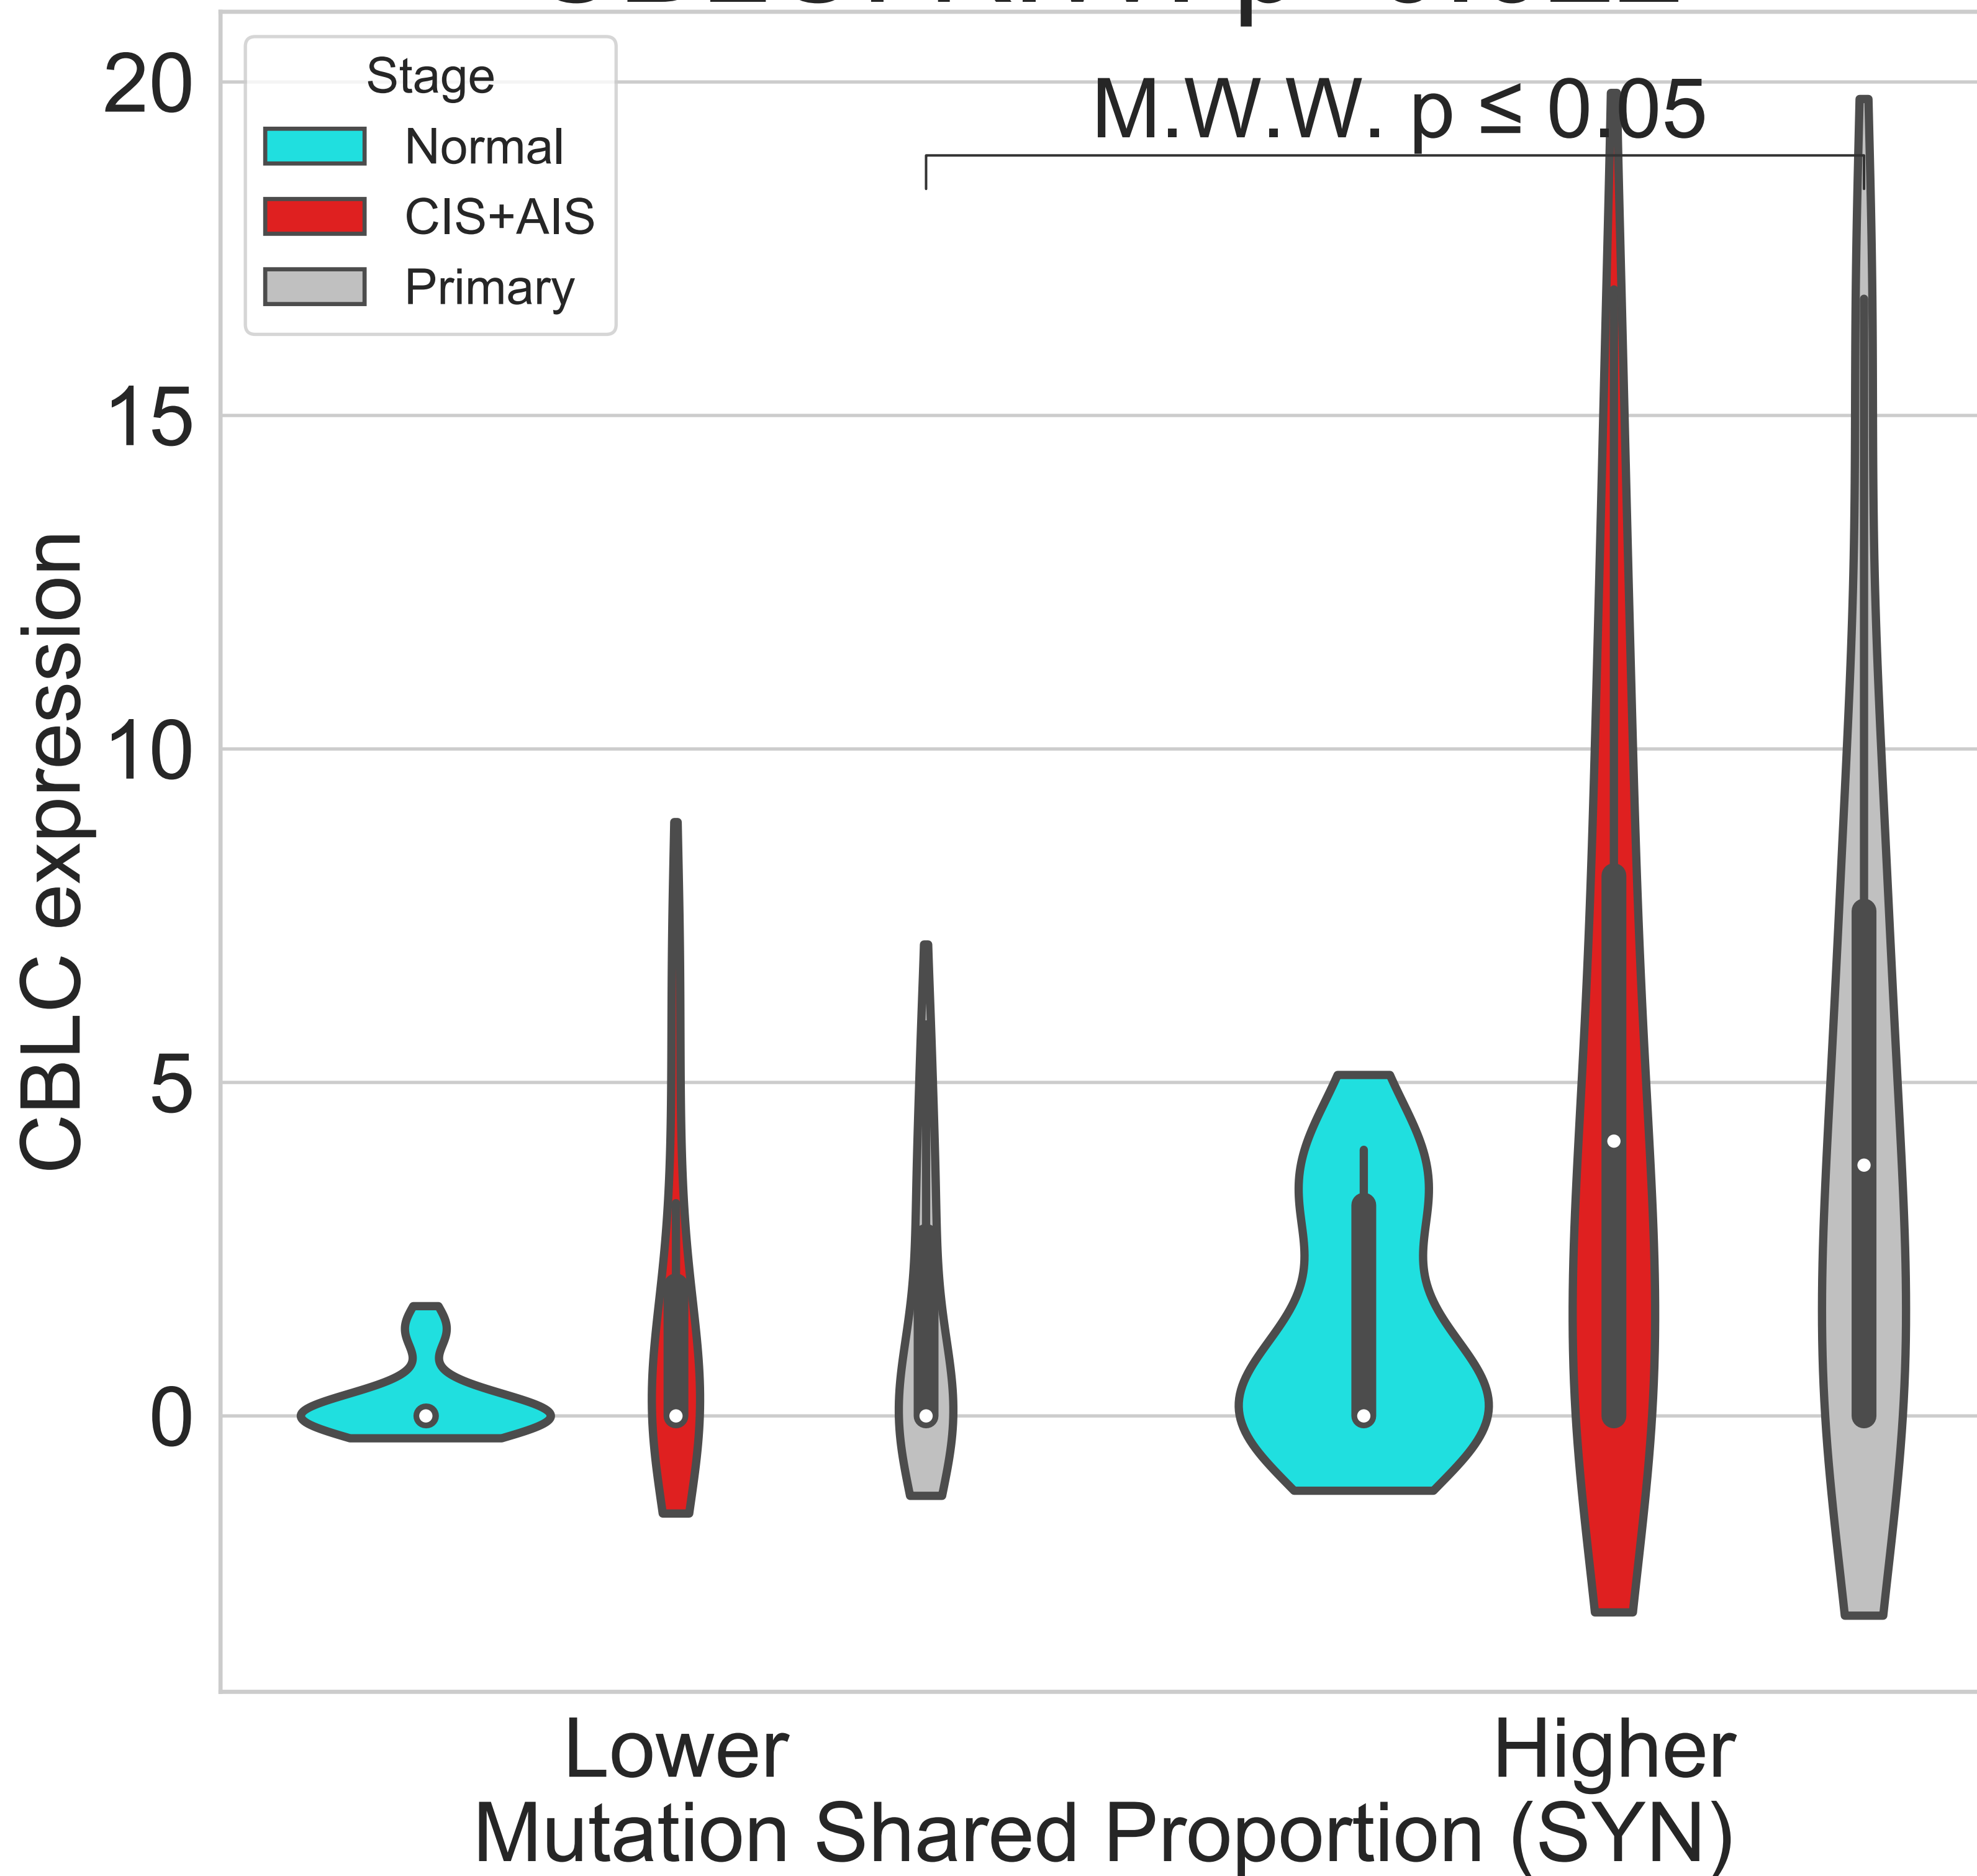 20
M.W.W. p ≤ 0.05
Stage
Normal
CIS+AIS
Primary
15
10
5
0
CBLC expression
Lower
Higher
Mutation Shared Proportion (SYN)